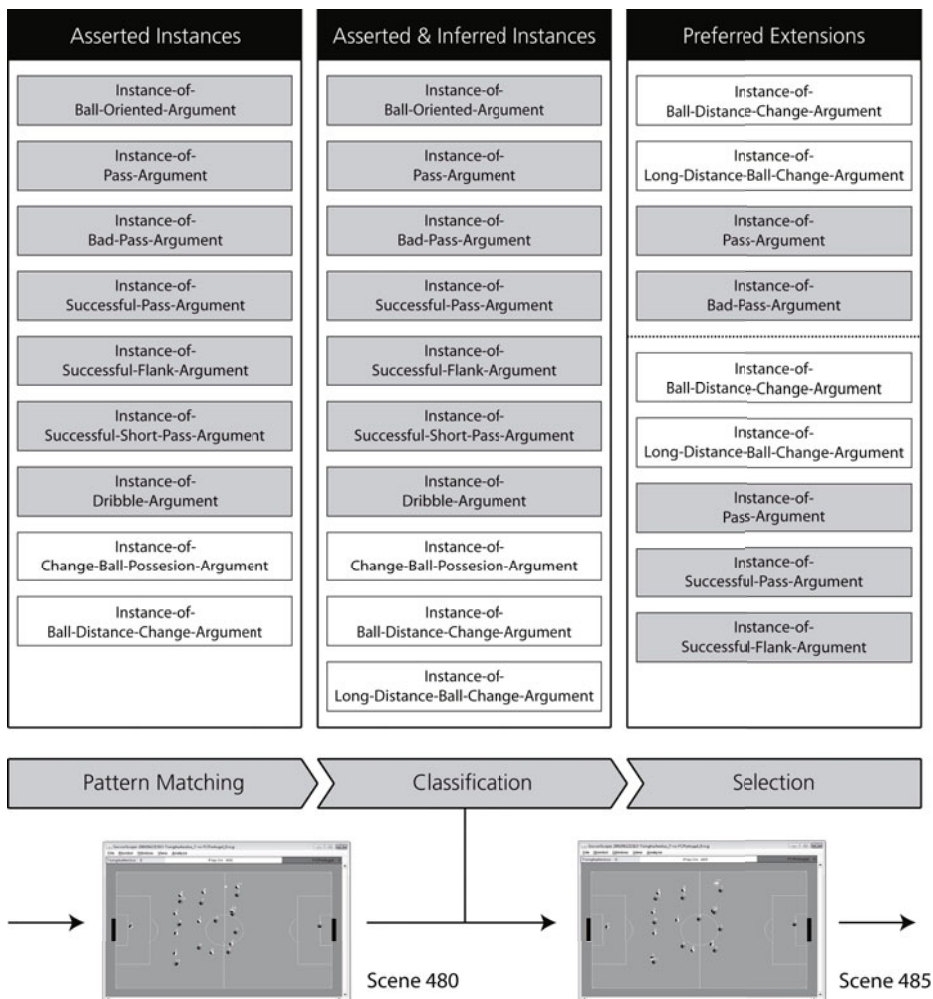 Asserted Instances
Instance-of-
Ball-Oriented-Argument
Instance-of-
Pass-Argument
Instance-of-
Bad-Pass-Argument
Instance-of-
Successful-Pass-Argument
Instance-of-
Successful-Flank-Argument
Instance-of-
Successful-Short-Pass-Argument
Instance-of-
Dribble-Argument
Instance-of-
Change-Ball-Possesion-Argument
Instance-of-
Ball-Distance-Change-Argument
Asserted & Inferred Instances
Instance-of-
Ball-Oriented-Argument
Instance-of-
Pass-Argument
Instance-of-
Bad-Pass-Argument
Instance-of-
Successful-Pass-Argument
Instance-of-
Successful-Flank-Argument
Instance-of-
Successful-Short-Pass-Argument
Instance-of-
Dribble-Argument
Instance-of-
Change-Ball-Possesion-Argument
Instance-of-
Ball-Distance-Change-Argument
Instance-of-
Long-Distance-Ball-Change-Argument
Preferred Extensions
Instance-of-
Ball-Distance-Change-Argument
Instance-of-
Long-Distance-Ball-Change-Argument
Instance-of-
Pass-Argument
Instance-of-
Bad-Pass-Argument
Instance-of-
Ball-Distance-Change-Argument
Instance-of-
Long-Distance-Ball-Change-Argument
Instance-of-
Pass-Argument
Instance-of-
Successful-Pass-Argument
Instance-of-
Successful-Flank-Argument
Pattern Matching
Classification
Selection
Scene 480
Scene 485